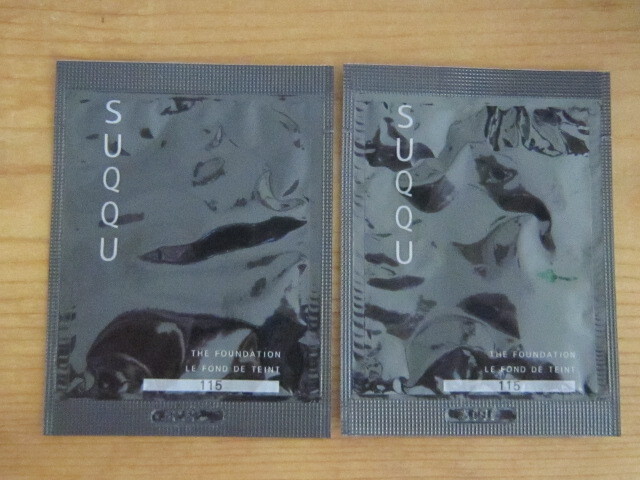 SUQQU
THE FOUNDATION
LE FOND DE TEINT
115
SUQQU
THE FOUNDATION
LE FOND DE TEINT
115